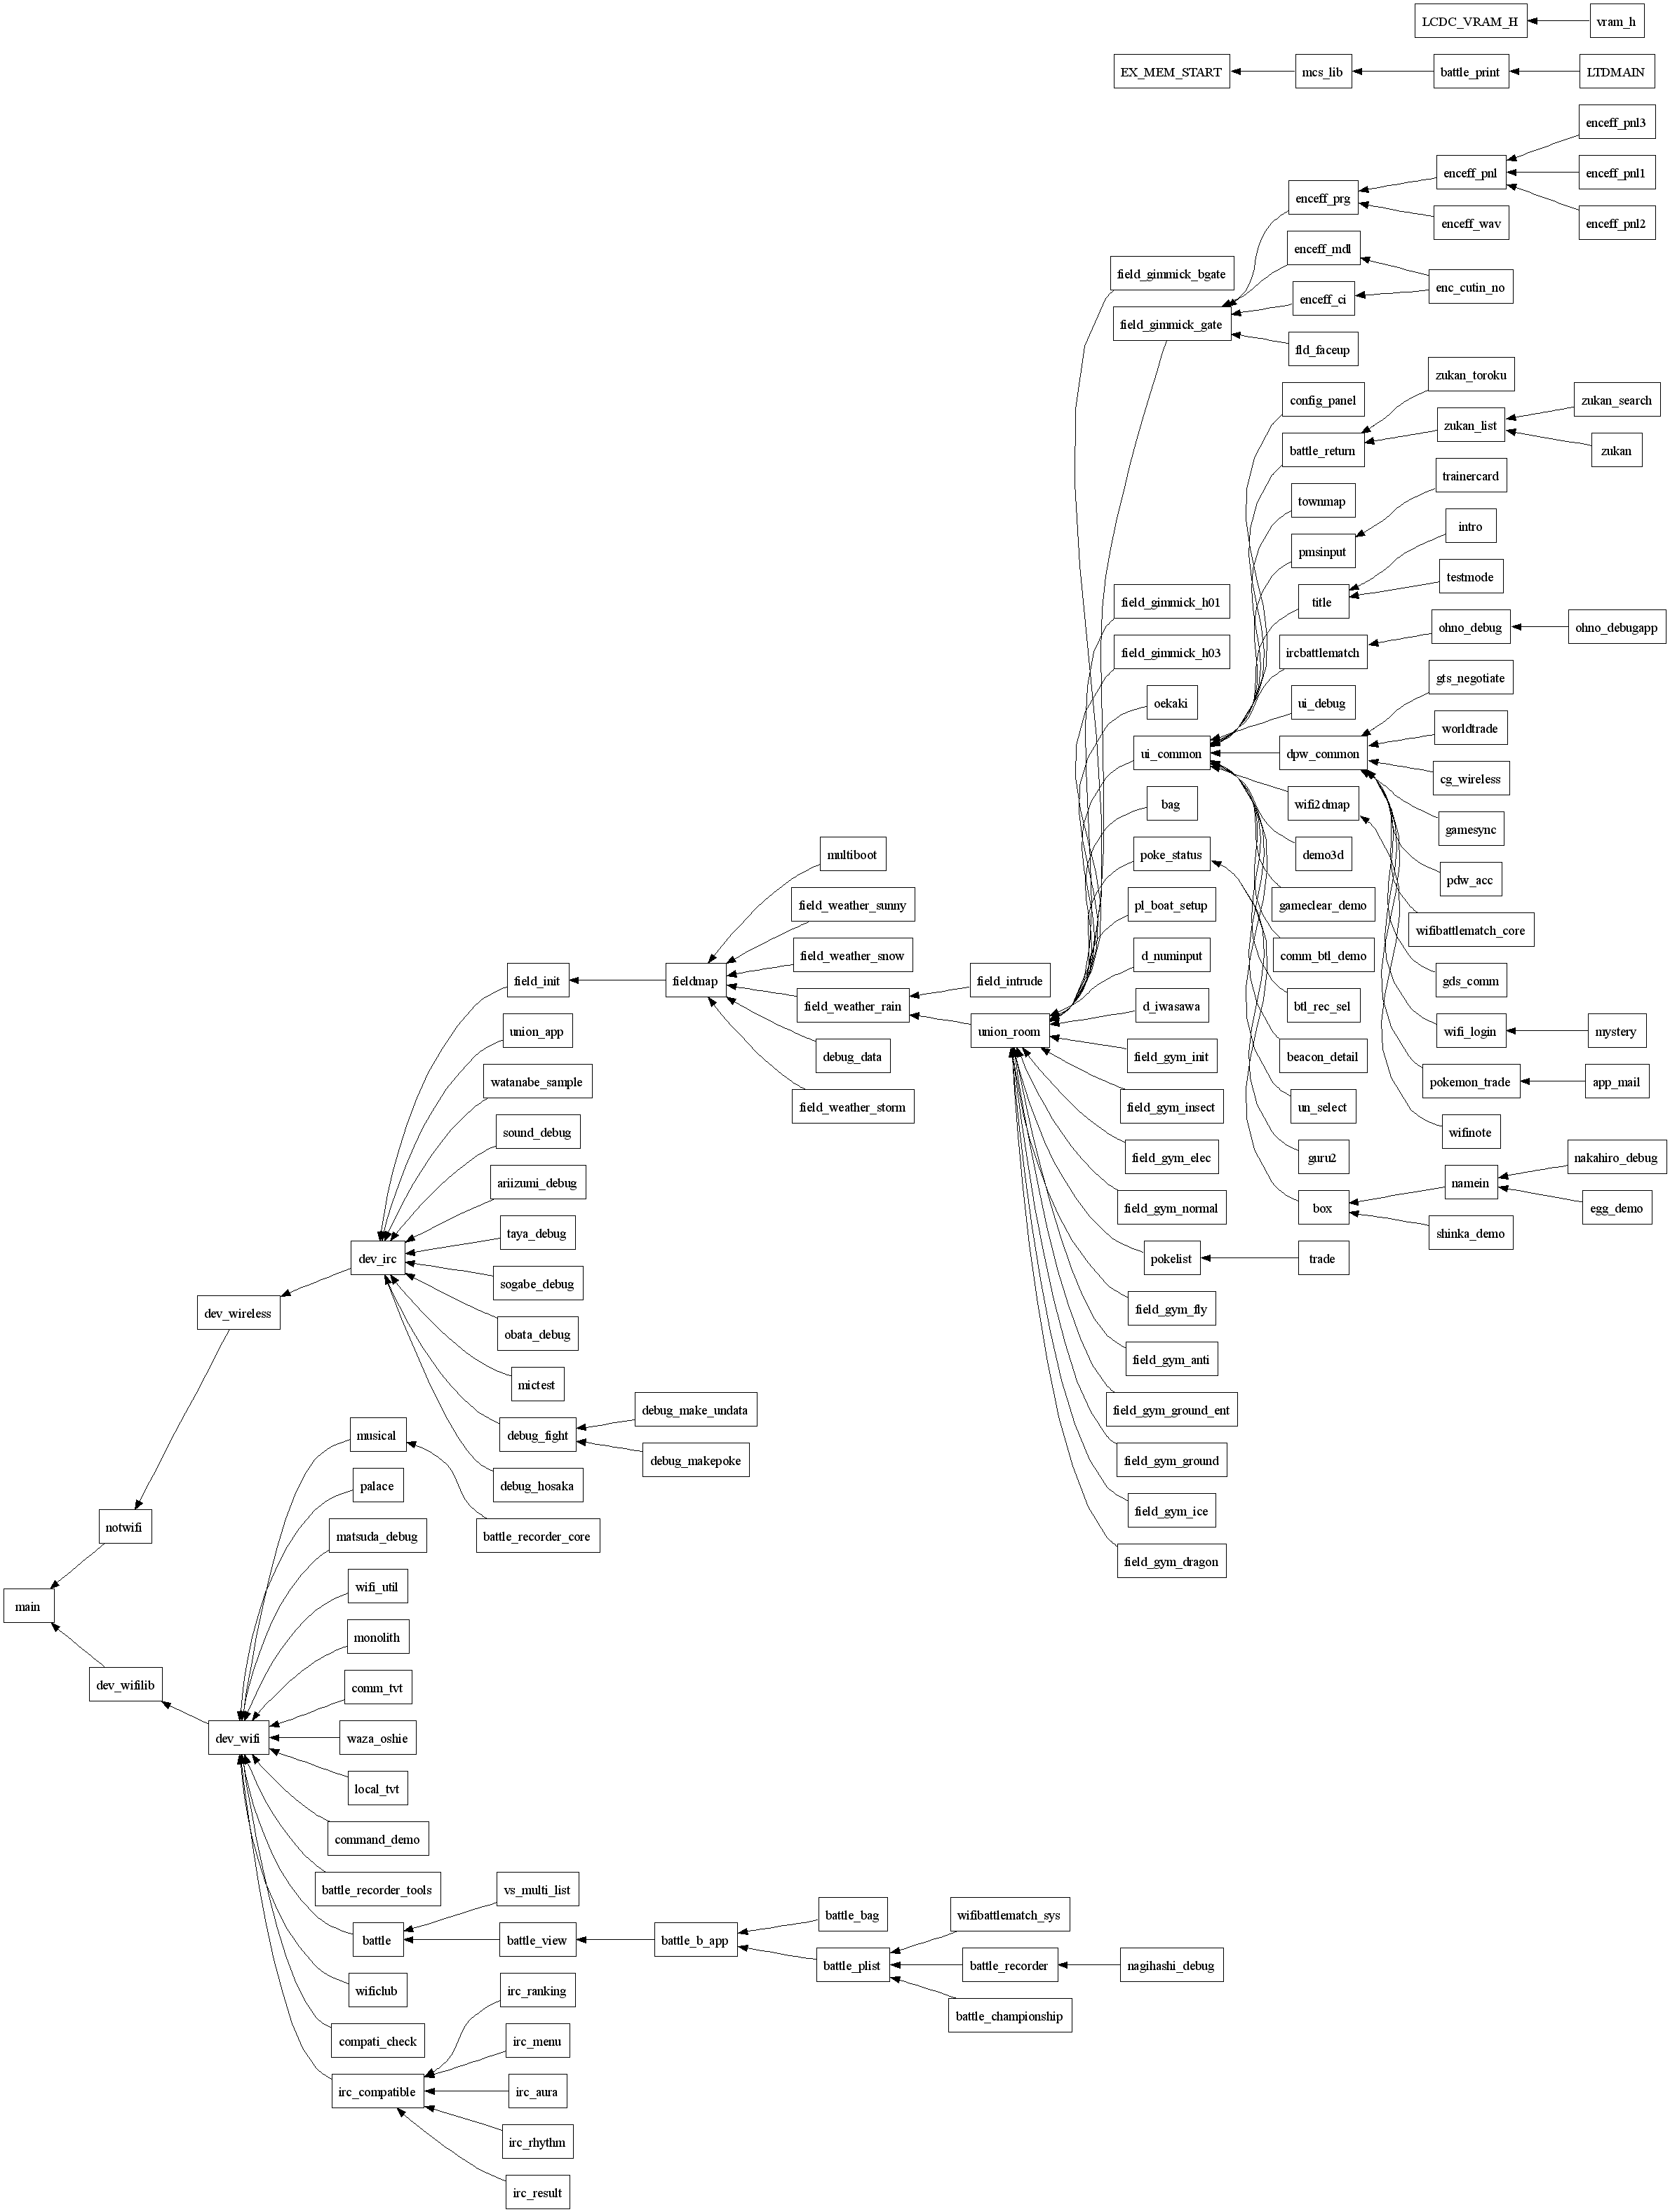 LCDC_VRAM_H
vram_h
EX_MEM_START
mcs_lib
battle_print
LTDMAIN
enceff_pnl3
enceff_pnl
enceff_pnl1
enceff_prg
enceff_wav
enceff_pnl2
enceff_mdl
field_gimmick_bgate
enc_cutin_no
enceff_ci
field_gimmick_gate
fld_faceup
zukan_toroku
config_panel
zukan_search
zukan_list
battle_return
zukan
trainercard
townmap
intro
pmsinput
testmode
title
field_gimmick_h01
ohno_debug
ohno_debugapp
field_gimmick_h03
ircbattlematch
gts_negotiate
oekaki
ui_debug
worldtrade
ui_common
dpw_common
cg_wireless
bag
wifi2dmap
gamesync
multiboot
poke_status
demo3d
pdw_acc
field_weather_sunny
pl_boat_setup
gameclear_demo
wifibattlematch_core
field_weather_snow
d_numinput
comm_btl_demo
field_init
fieldmap
field_intrude
gds_comm
field_weather_rain
d_iwasawa
btl_rec_sel
union_app
union_room
wifi_login
mystery
debug_data
field_gym_init
beacon_detail
watanabe_sample
pokemon_trade
app_mail
field_weather_storm
field_gym_insect
un_select
sound_debug
wifinote
field_gym_elec
guru2
nakahiro_debug
ariizumi_debug
namein
field_gym_normal
box
egg_demo
taya_debug
shinka_demo
dev_irc
pokelist
trade
sogabe_debug
dev_wireless
field_gym_fly
obata_debug
field_gym_anti
mictest
debug_make_undata
field_gym_ground_ent
musical
debug_fight
debug_makepoke
field_gym_ground
palace
debug_hosaka
field_gym_ice
notwifi
matsuda_debug
battle_recorder_core
field_gym_dragon
wifi_util
main
monolith
dev_wifilib
comm_tvt
dev_wifi
waza_oshie
local_tvt
command_demo
battle_recorder_tools
vs_multi_list
battle_bag
wifibattlematch_sys
battle
battle_view
battle_b_app
battle_plist
battle_recorder
nagihashi_debug
wificlub
irc_ranking
battle_championship
compati_check
irc_menu
irc_compatible
irc_aura
irc_rhythm
irc_result